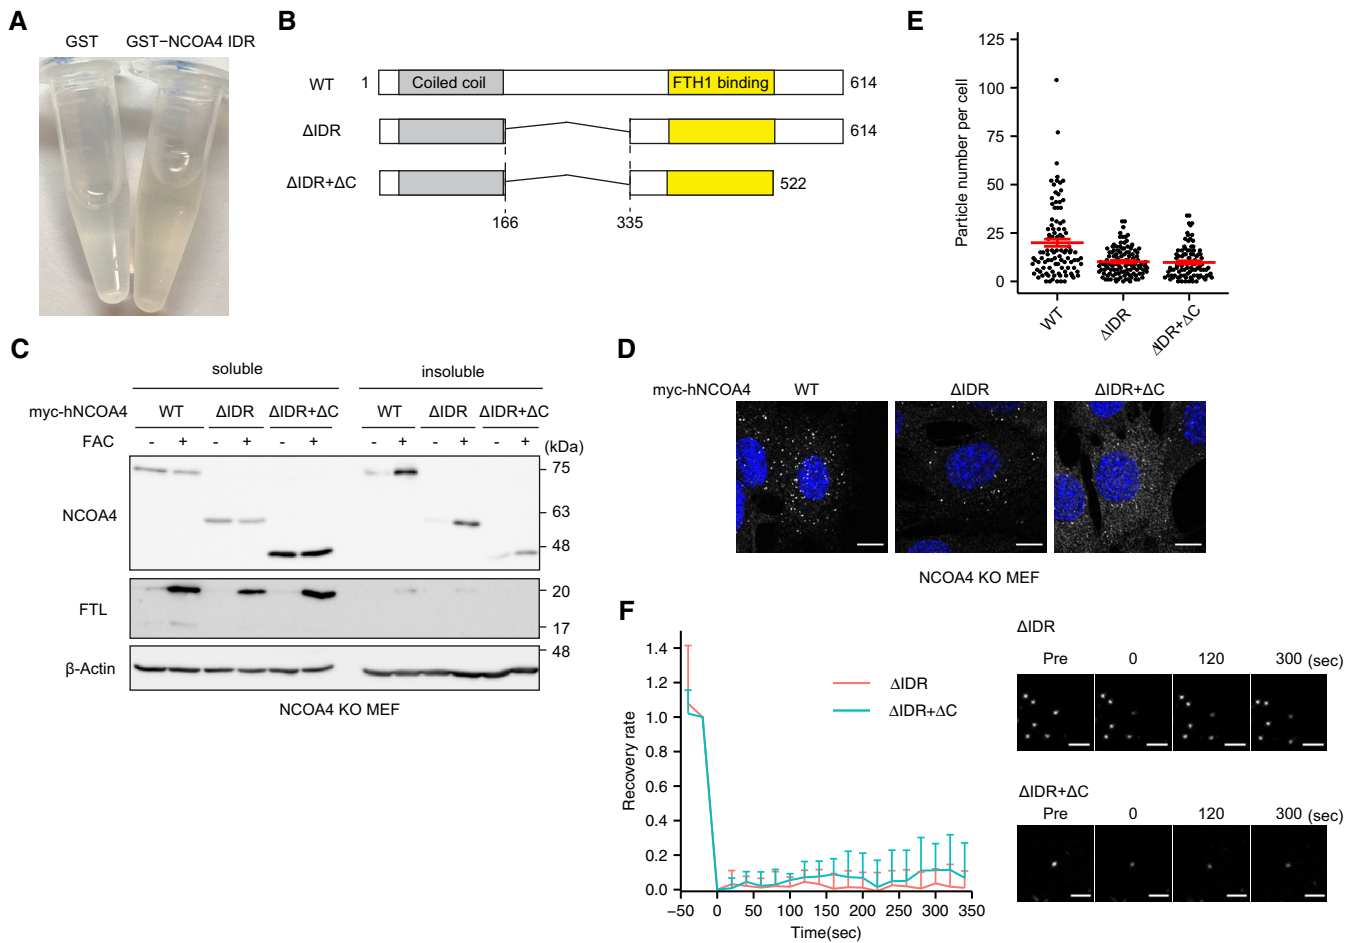 A
GST GST−NCOA4 IDR
B
WT 1 Coiled coil FTH1 binding 614
ΔIDR 614
ΔIDR+ΔC 522
166 335
E
Particle number per cell
125
100
75
50
25
0
WT ΔIDR ΔIDR+ΔC
C
soluble insoluble
myc-hNCOA4 WT ΔIDR ΔIDR+ΔC WT ΔIDR ΔIDR+ΔC
FAC - + - + - + - + - + - + (kDa)
NCOA4
75
63
48
FTL
20
17
β-Actin
48
NCOA4 KO MEF
D
myc-hNCOA4 WT ΔIDR ΔIDR+ΔC
NCOA4 KO MEF
F
Recovery rate
1.4
1.2
1.0
0.8
0.6
0.4
0.2
0.0
−50 0 50 100 150 200 250 300 350
Time(sec)
ΔIDR
ΔIDR+ΔC
ΔIDR
Pre 0 120 300 (sec)
ΔIDR+ΔC
Pre 0 120 300 (sec)